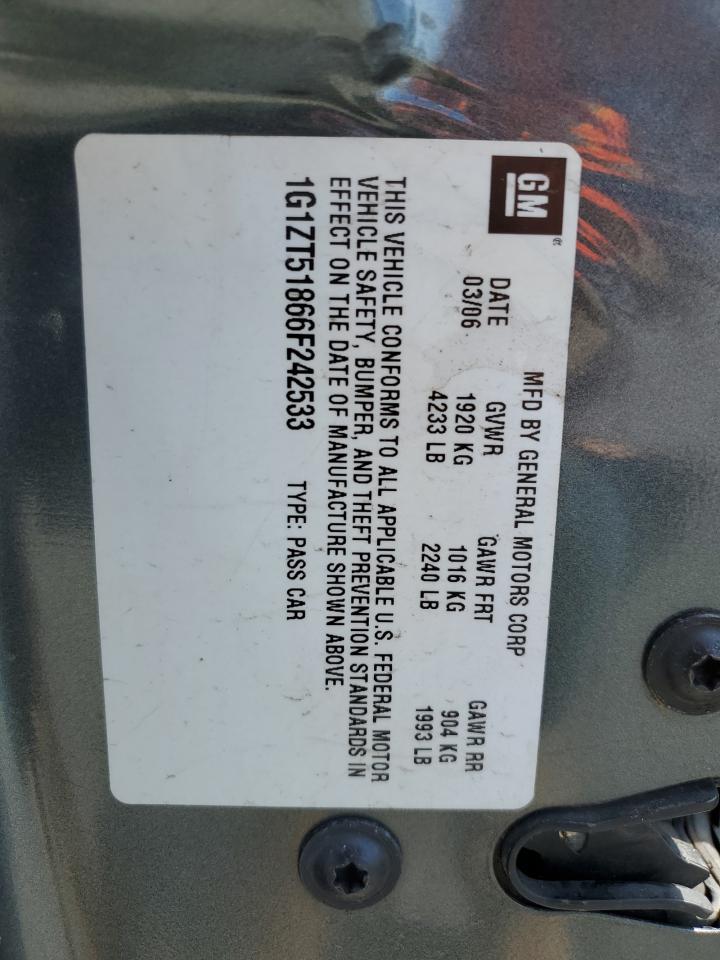 GM
MFD BY GENERAL MOTORS CORP
DATE GVWR GAWR FRT GAWR RR
03/06 1920 KG 1016 KG 904 KG
4233 LB 2240 LB 1993 LB
THIS VEHICLE CONFORMS TO ALL APPLICABLE U.S. FEDERAL MOTOR
VEHICLE SAFETY, BUMPER, AND THEFT PREVENTION STANDARDS IN
EFFECT ON THE DATE OF MANUFACTURE SHOWN ABOVE.
1G1ZT51866F242533 TYPE: PASS CAR